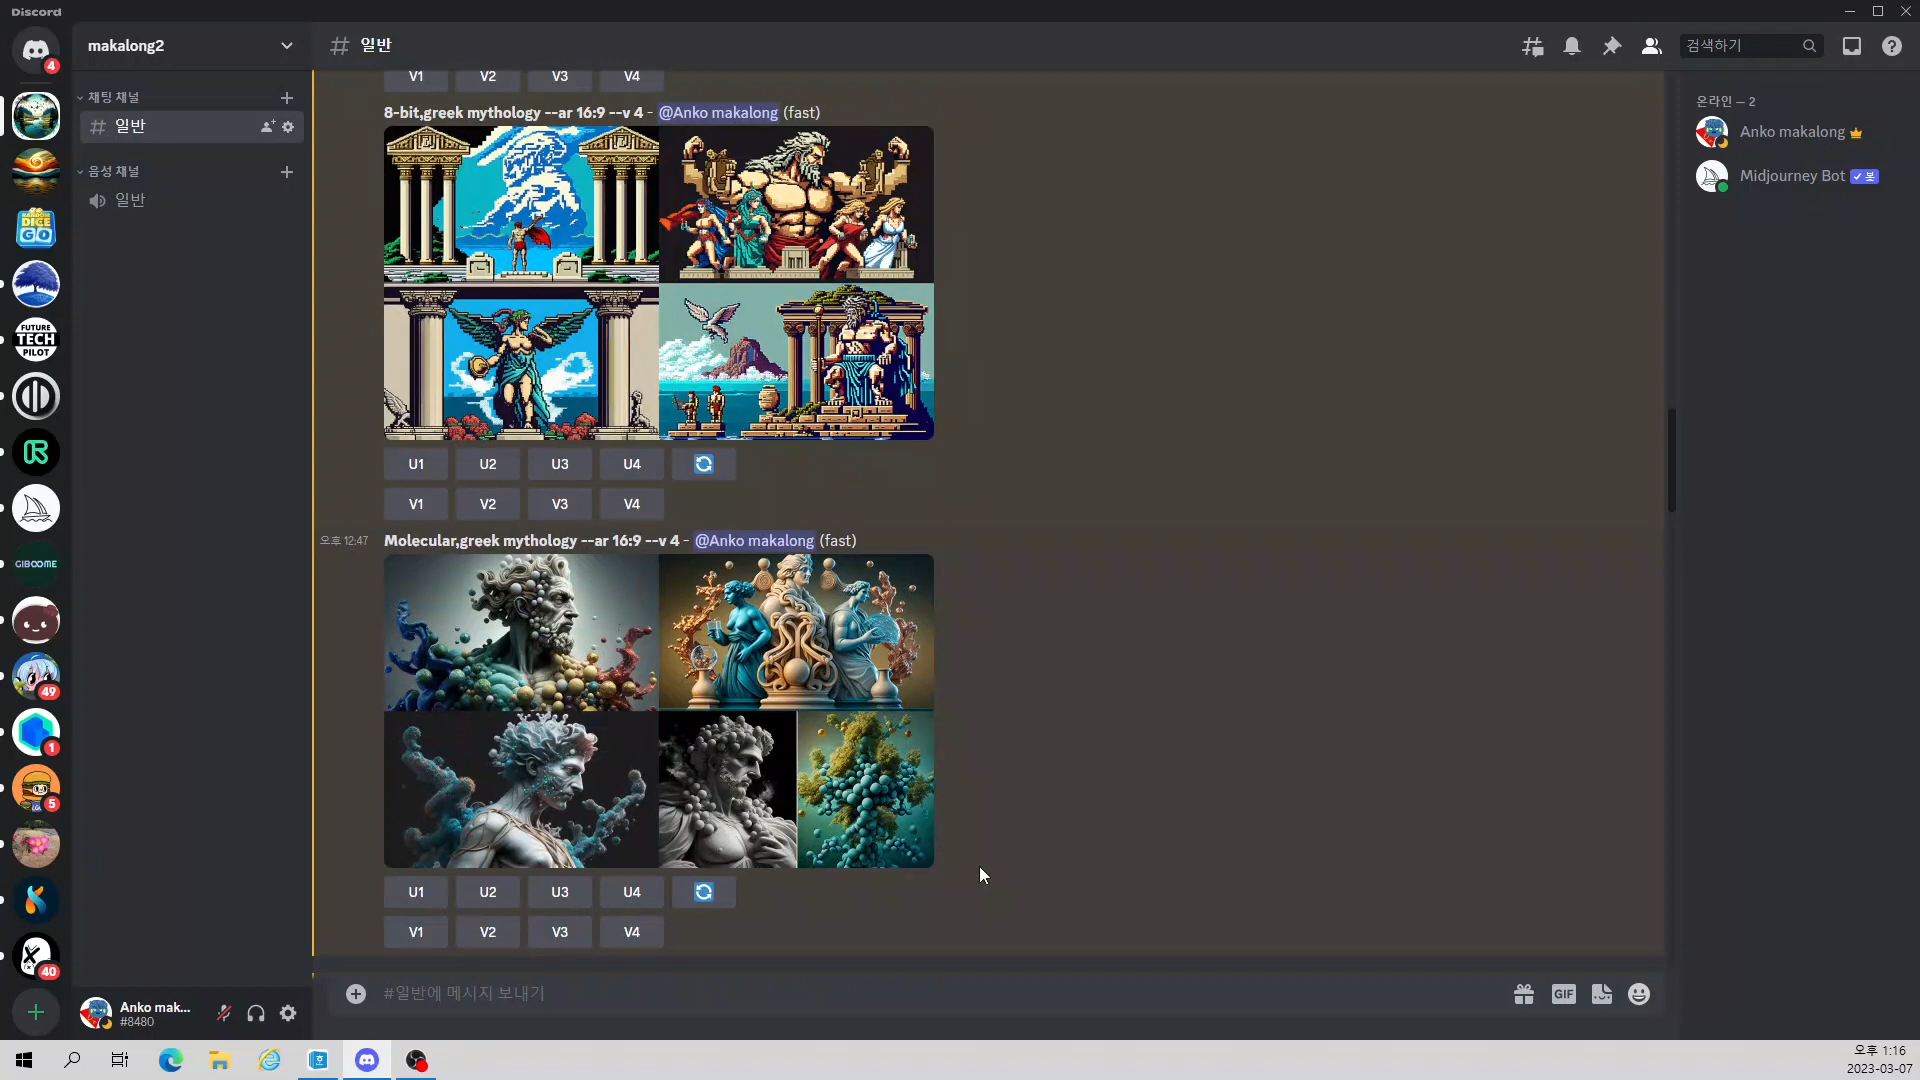 Discord
makalong2
일반
검색하기
4
채팅 채널
일반
음성 채널
일반
RANDOM
DICE
GO
FUTURE
TECH
PILOT
GIBOOME
49
1
5
40
V1 V2 V3 V4
8-bit,greek mythology --ar 16:9 --v 4 - @Anko makalong (fast)
U1 U2 U3 U4
V1 V2 V3 V4
오후 12:47 Molecular,greek mythology --ar 16:9 --v 4 - @Anko makalong (fast)
U1 U2 U3 U4
V1 V2 V3 V4
#일반에 메시지 보내기
GIF
온라인 — 2
Anko makalong
Midjourney Bot ✓ 봇
Anko mak...
#8480
오후 1:16
2023-03-07